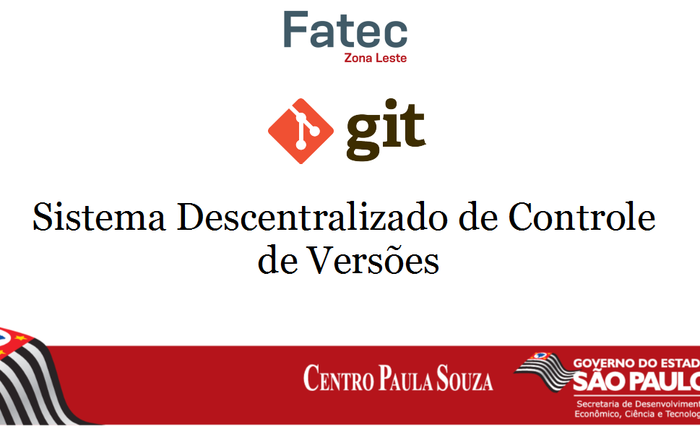 Fatec
Zona Leste
git
Sistema Descentralizado de Controle
de Versões
CENTRO PAULA SOUZA
GOVERNO DO ESTAD
SÃO PAULO
Secretaria de Desenvolviment
Econômico, Ciência e Tecnolog